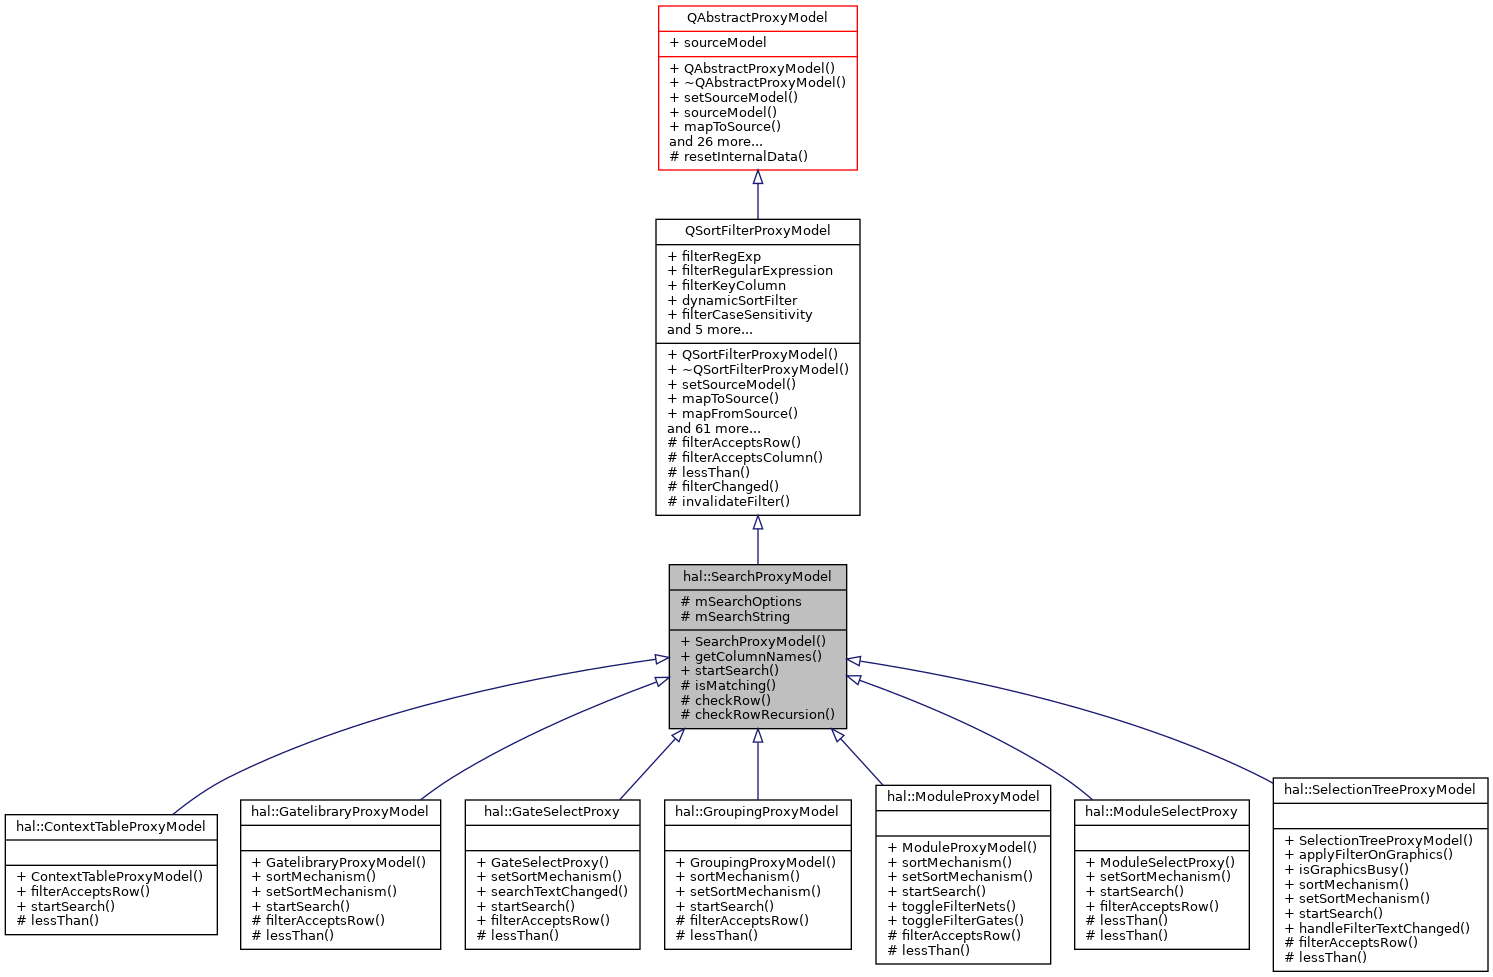 QAbstractProxyModel
+ sourceModel
+ QAbstractProxyModel()
+ ~QAbstractProxyModel()
+ setSourceModel()
+ sourceModel()
+ mapToSource()
and 26 more...
# resetInternalData()
QSortFilterProxyModel
+ filterRegExp
+ filterRegularExpression
+ filterKeyColumn
+ dynamicSortFilter
+ filterCaseSensitivity
and 5 more...
+ QSortFilterProxyModel()
+ ~QSortFilterProxyModel()
+ setSourceModel()
+ mapToSource()
+ mapFromSource()
and 61 more...
# filterAcceptsRow()
# filterAcceptsColumn()
# lessThan()
# filterChanged()
# invalidateFilter()
hal::SearchProxyModel
# mSearchOptions
# mSearchString
+ SearchProxyModel()
+ getColumnNames()
+ startSearch()
# isMatching()
# checkRow()
# checkRowRecursion()
hal::ContextTableProxyModel
+ ContextTableProxyModel()
+ filterAcceptsRow()
+ startSearch()
# lessThan()
hal::GatelibraryProxyModel
+ GatelibraryProxyModel()
+ sortMechanism()
+ setSortMechanism()
+ startSearch()
# filterAcceptsRow()
# lessThan()
hal::GateSelectProxy
+ GateSelectProxy()
+ setSortMechanism()
+ searchTextChanged()
+ startSearch()
+ filterAcceptsRow()
# lessThan()
hal::GroupingProxyModel
+ GroupingProxyModel()
+ sortMechanism()
+ setSortMechanism()
+ startSearch()
# filterAcceptsRow()
# lessThan()
hal::ModuleProxyModel
+ ModuleProxyModel()
+ sortMechanism()
+ setSortMechanism()
+ startSearch()
+ toggleFilterNets()
+ toggleFilterGates()
# filterAcceptsRow()
# lessThan()
hal::ModuleSelectProxy
+ ModuleSelectProxy()
+ setSortMechanism()
+ startSearch()
+ filterAcceptsRow()
# lessThan()
# lessThan()
hal::SelectionTreeProxyModel
+ SelectionTreeProxyModel()
+ applyFilterOnGraphics()
+ isGraphicsBusy()
+ sortMechanism()
+ setSortMechanism()
+ startSearch()
+ handleFilterTextChanged()
# filterAcceptsRow()
# lessThan()